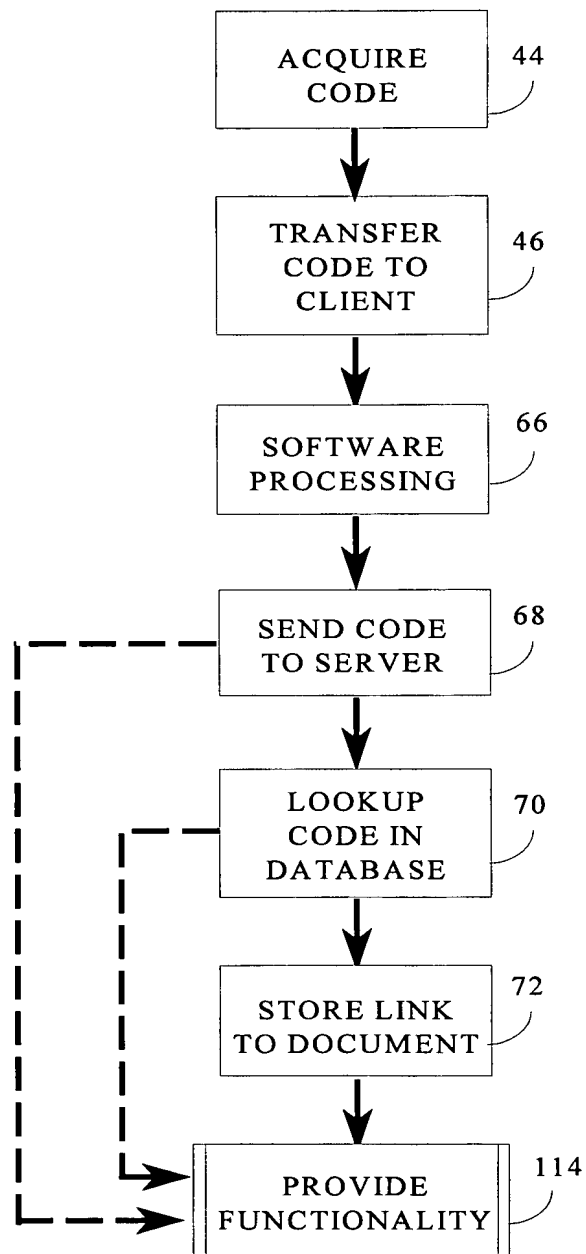 ACQUIRE
CODE
44
TRANSFER
CODE TO
CLIENT
46
SOFTWARE
PROCESSING
66
SEND CODE
TO SERVER
68
LOOKUP
CODE IN
DATABASE
70
STORE LINK
TO DOCUMENT
72
PROVIDE
FUNCTIONALITY
114